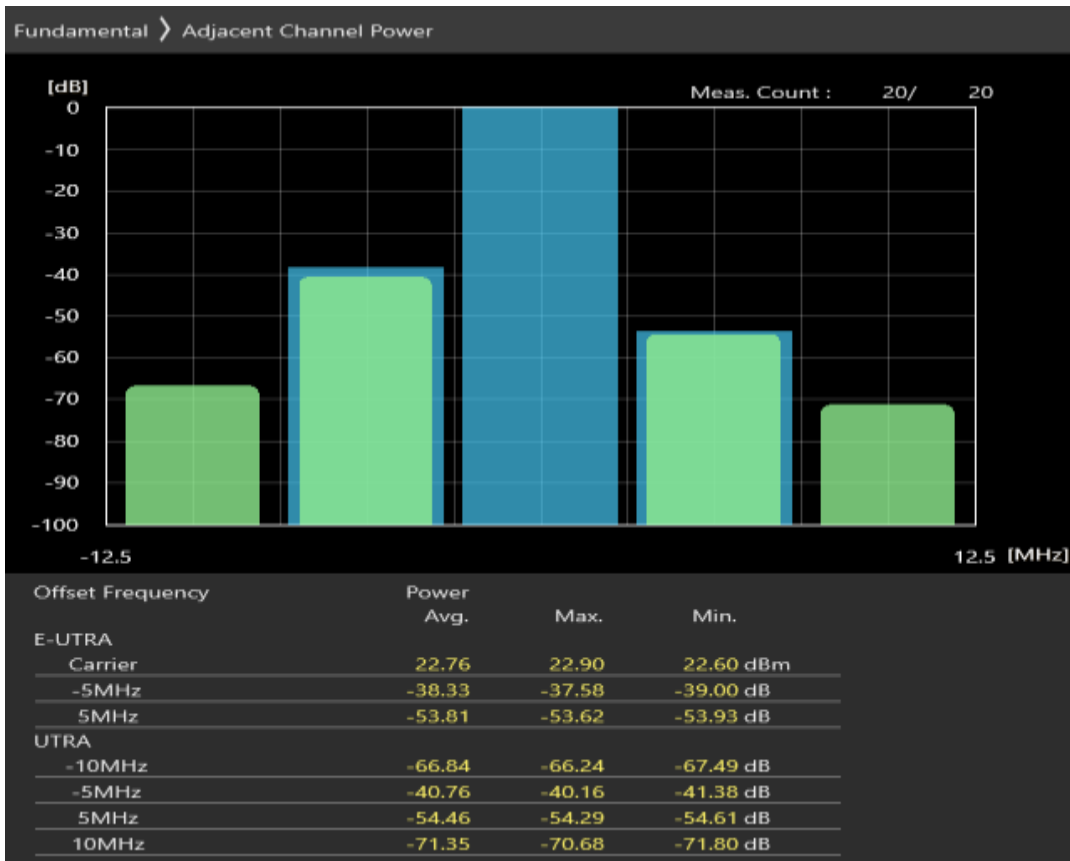 Fundamental 〉 Adjacent Channel Power
[dB]
Meas. Count : 20/ 20
0
-10
-20
-30
-40
-50
-60
-70
-80
-90
-100
-12.5 12.5 [MHz]
Offset Frequency Power
Avg. Max. Min.
E-UTRA
Carrier 22.76 22.90 22.60 dBm
-5MHz -38.33 -37.58 -39.00 dB
5MHz -53.81 -53.62 -53.93 dB
UTRA
-10MHz -66.84 -66.24 -67.49 dB
-5MHz -40.76 -40.16 -41.38 dB
5MHz -54.46 -54.29 -54.61 dB
10MHz -71.35 -70.68 -71.80 dB